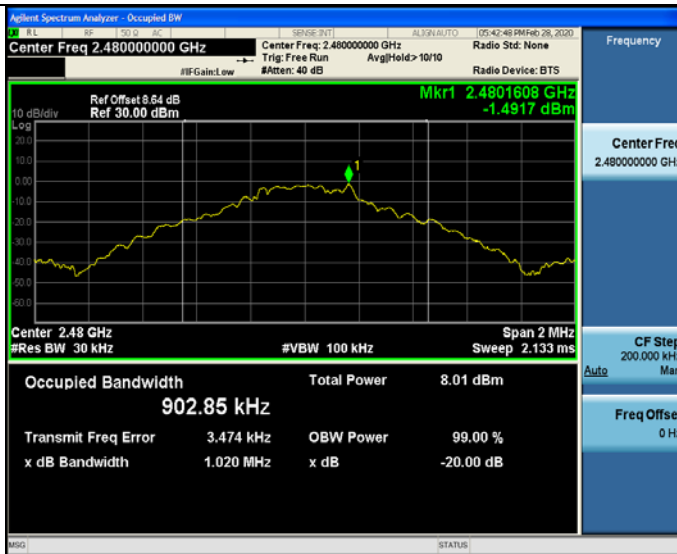 Agilent Spectrum Analyzer - Occupied BW
RL RF 50 Ω AC SENSE:INT ALIGN AUTO 05:42:48 PM Feb 28, 2020
Center Freq 2.480000000 GHz
Center Freq: 2.480000000 GHz
Radio Std: None
Trig: Free Run Avg|Hold>10/10
#IFGain:Low
#Atten: 40 dB
Radio Device: BTS
Frequency
Mkr1 2.4801608 GHz
-1.4917 dBm
Ref Offset 8.64 dB
10 dB/div Ref 30.00 dBm
Log
20.0
10.0
0.00
-10.0
-20.0
-30.0
-40.0
-50.0
-60.0
1
Center 2.48 GHz
Span 2 MHz
#Res BW 30 kHz
#VBW 100 kHz
Sweep 2.133 ms
Occupied Bandwidth
902.85 kHz
Total Power 8.01 dBm
Transmit Freq Error 3.474 kHz
OBW Power 99.00 %
x dB Bandwidth 1.020 MHz
x dB -20.00 dB
Center Freq
2.480000000 GHz
CF Step
200.000 kHz
Auto Man
Freq Offse
0 Hz
MSG
STATUS